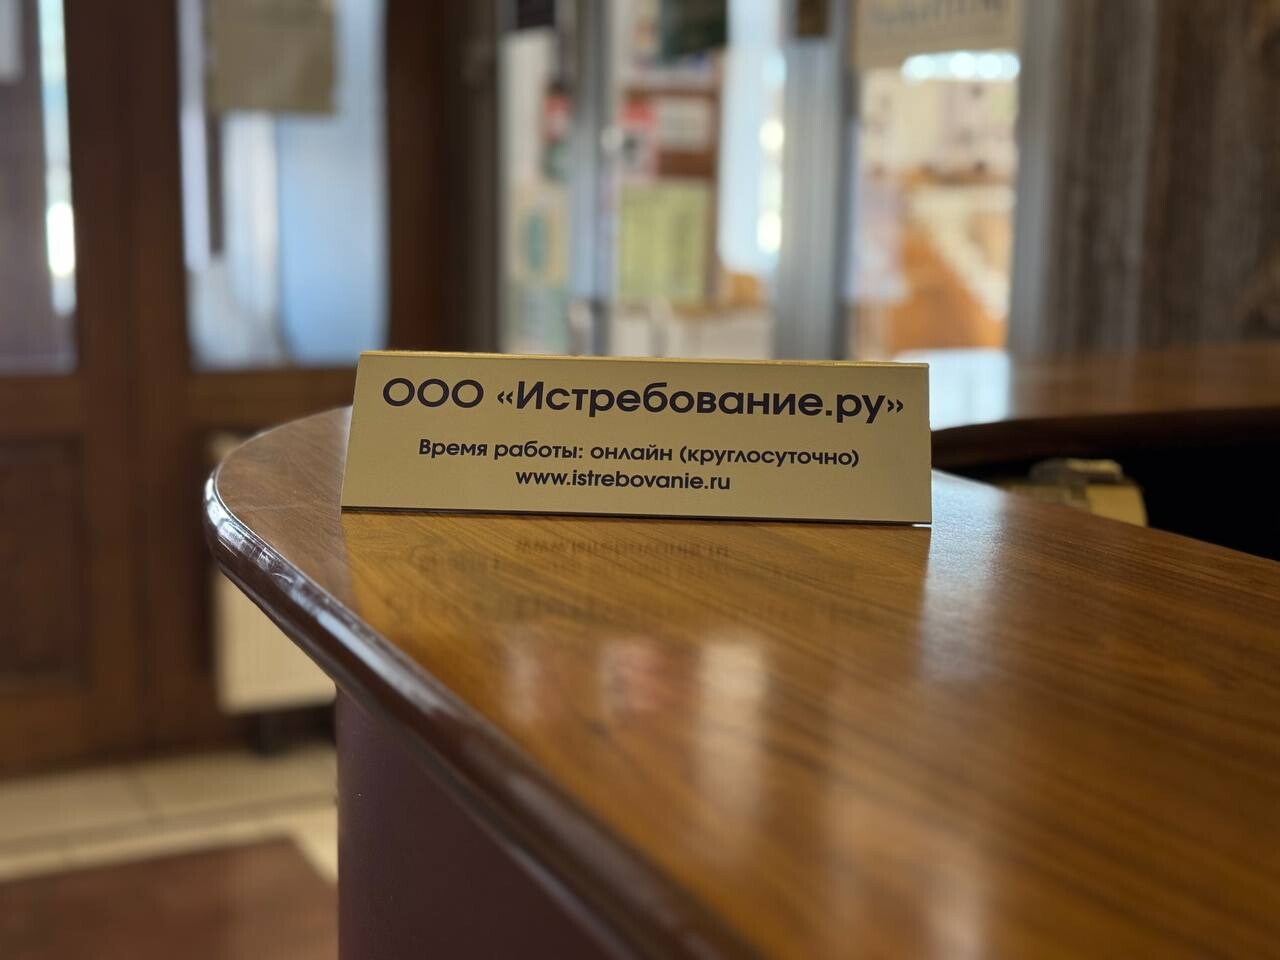 ООО «Истребование.ру»
Время работы: онлайн (круглосуточно)
www.istrebovanie.ru